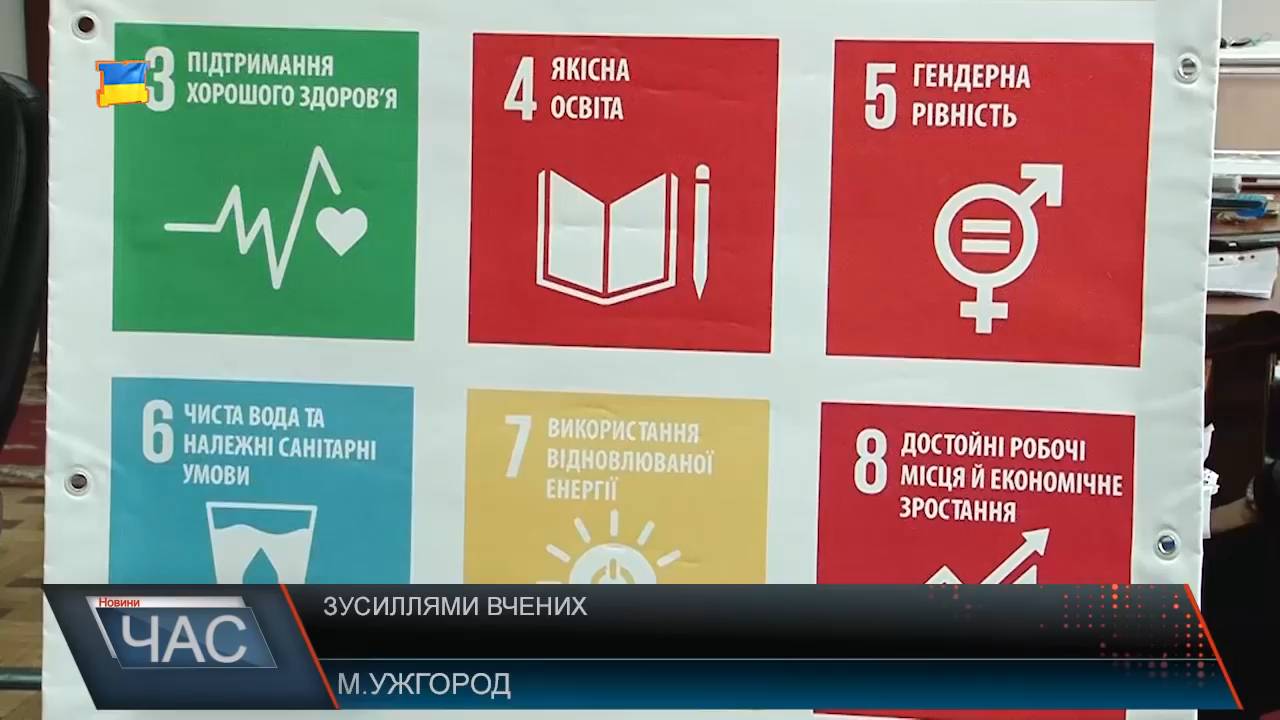 3 ПІДТРИМАННЯ
ХОРОШОГО ЗДОРОВ'Я
4 ЯКІСНА
ОСВІТА
5 ГЕНДЕРНА
РІВНІСТЬ
6 ЧИСТА ВОДА ТА
НАЛЕЖНІ САНІТАРНІ
УМОВИ
7 ВИКОРИСТАННЯ
ВІДНОВЛЮВАНОЇ
ЕНЕРГІЇ
8 ДОСТОЙНІ РОБОЧІ
МІСЦЯ Й ЕКОНОМІЧНЕ
ЗРОСТАННЯ
Новини
ЧАС
ЗУСИЛЛЯМИ ВЧЕНИХ
М.УЖГОРОД